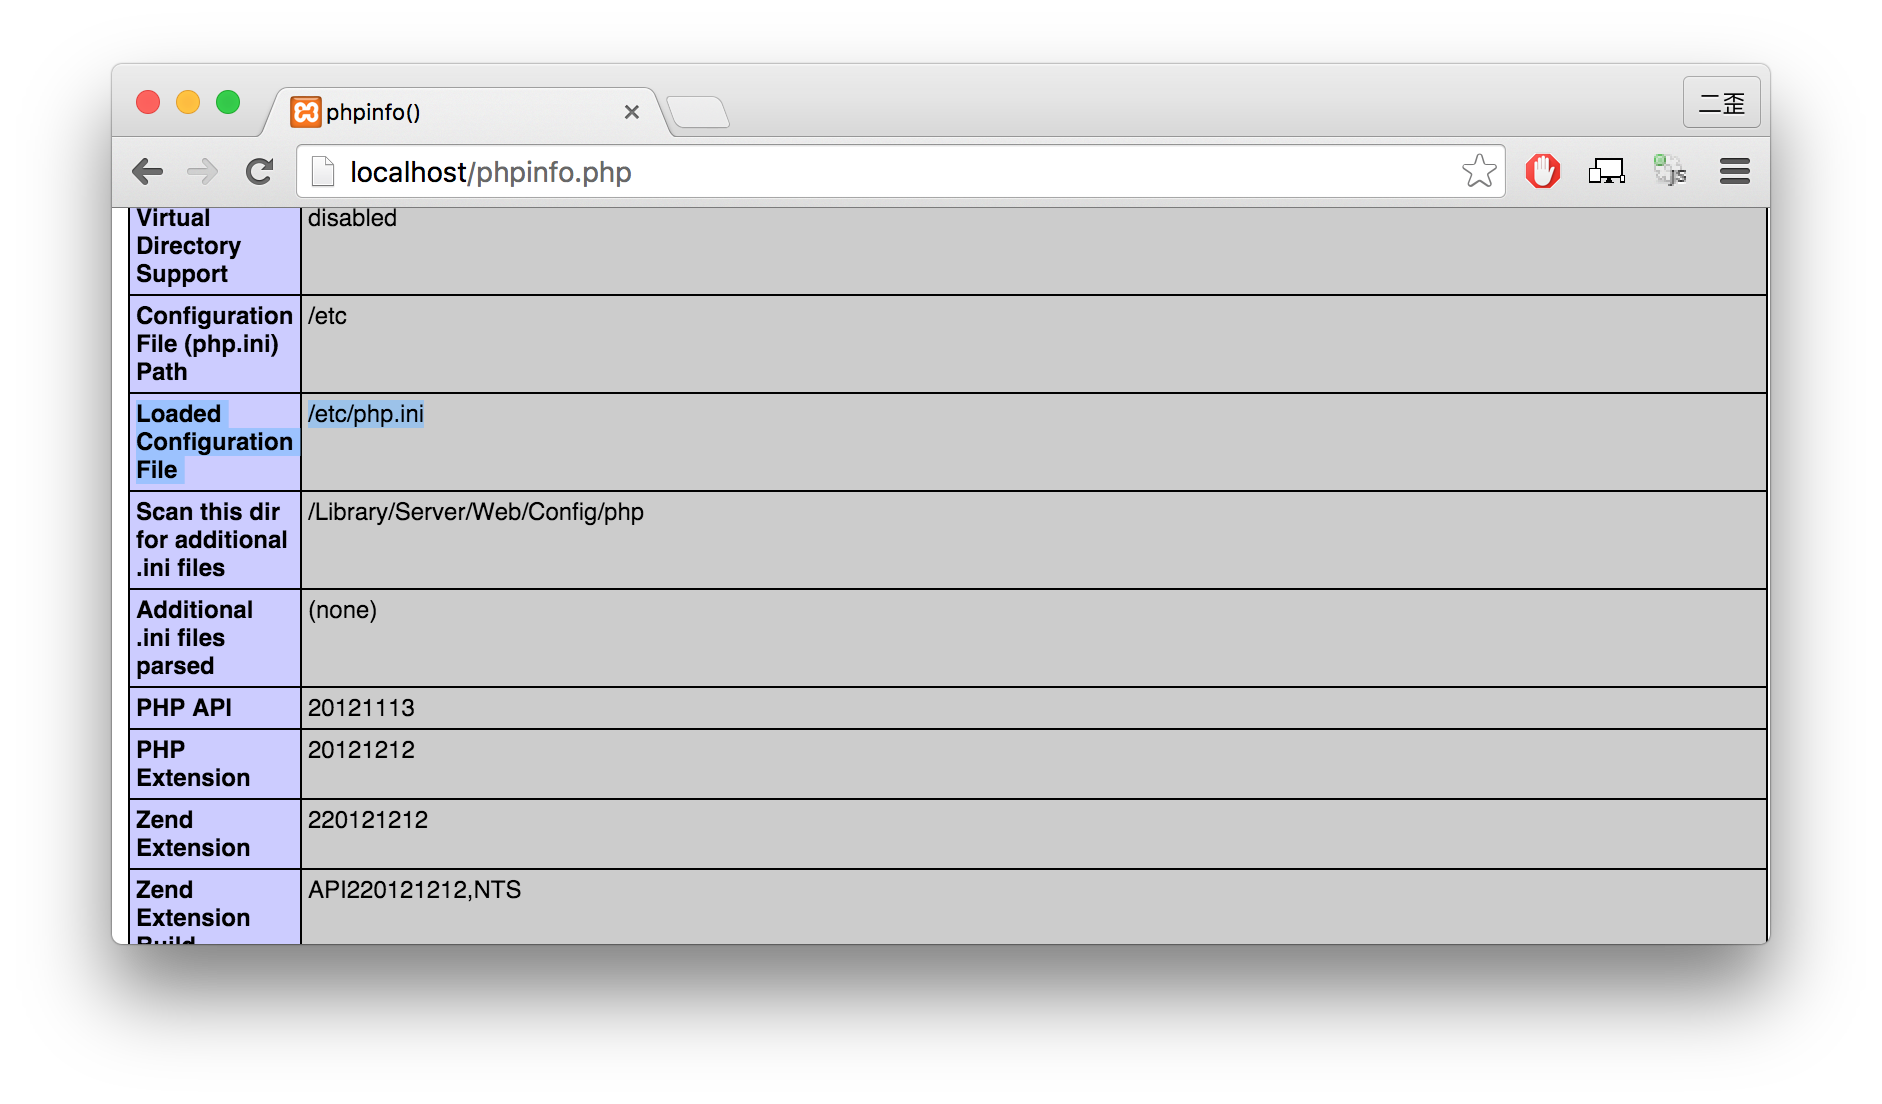 phpinfo()
二歪
localhost/phpinfo.php
JS
Virtual
Directory
Support
disabled
Configuration
File (php.ini)
Path
/etc
Loaded
Configuration
File
/etc/php.ini
Scan this dir
for additional
.ini files
/Library/Server/Web/Config/php
Additional
.ini files
parsed
(none)
PHP API
20121113
PHP
Extension
20121212
Zend
Extension
220121212
Zend
Extension
Build
API220121212,NTS